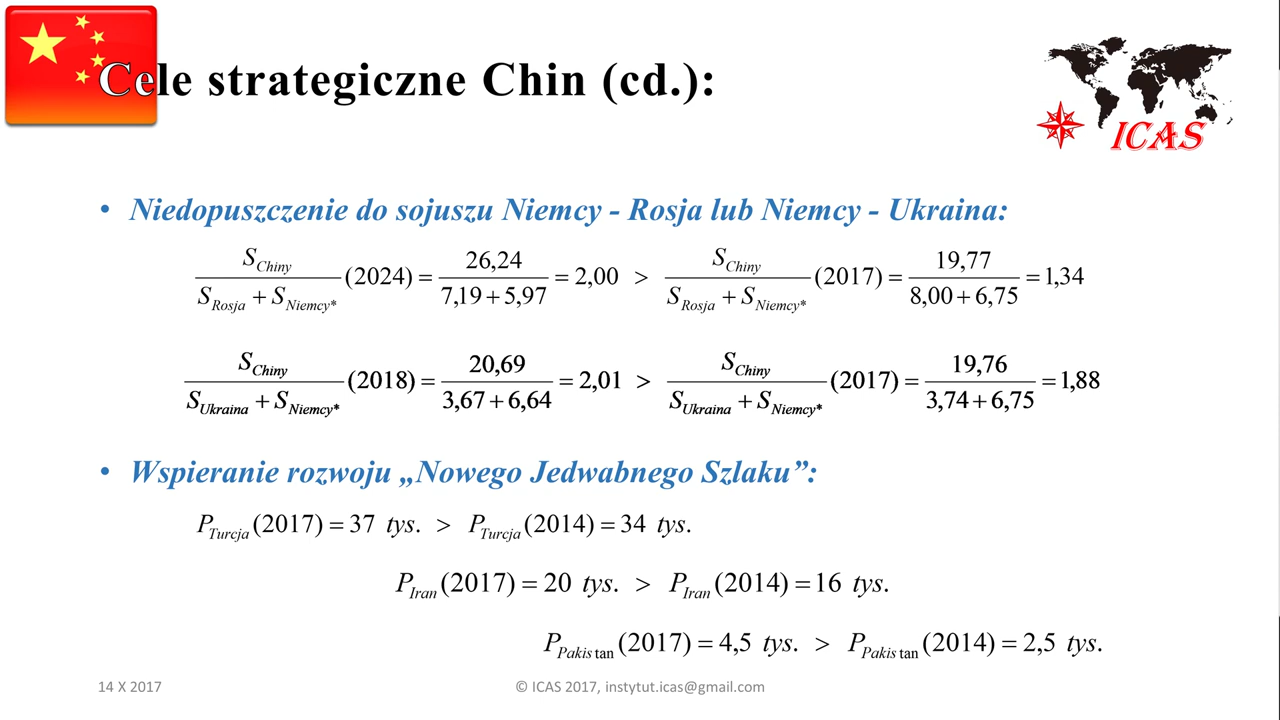 Cele strategiczne Chin (cd.):
ICAS
• Niedopuszczenie do sojuszu Niemcy - Rosja lub Niemcy - Ukraina:
S_Chiny / (S_Rosja + S_Niemcy*) (2024) = 26,24 / (7,19 + 5,97) = 2,00 > S_Chiny / (S_Rosja + S_Niemcy*) (2017) = 19,77 / (8,00 + 6,75) = 1,34
S_Chiny / (S_Ukraina + S_Niemcy*) (2018) = 20,69 / (3,67 + 6,64) = 2,01 > S_Chiny / (S_Ukraina + S_Niemcy*) (2017) = 19,76 / (3,74 + 6,75) = 1,88
• Wspieranie rozwoju „Nowego Jedwabnego Szlaku”:
P_Turcja (2017) = 37 tys. > P_Turcja (2014) = 34 tys.
P_Iran (2017) = 20 tys. > P_Iran (2014) = 16 tys.
P_Pakis tan (2017) = 4,5 tys. > P_Pakis tan (2014) = 2,5 tys.
14 X 2017
© ICAS 2017, instytut.icas@gmail.com